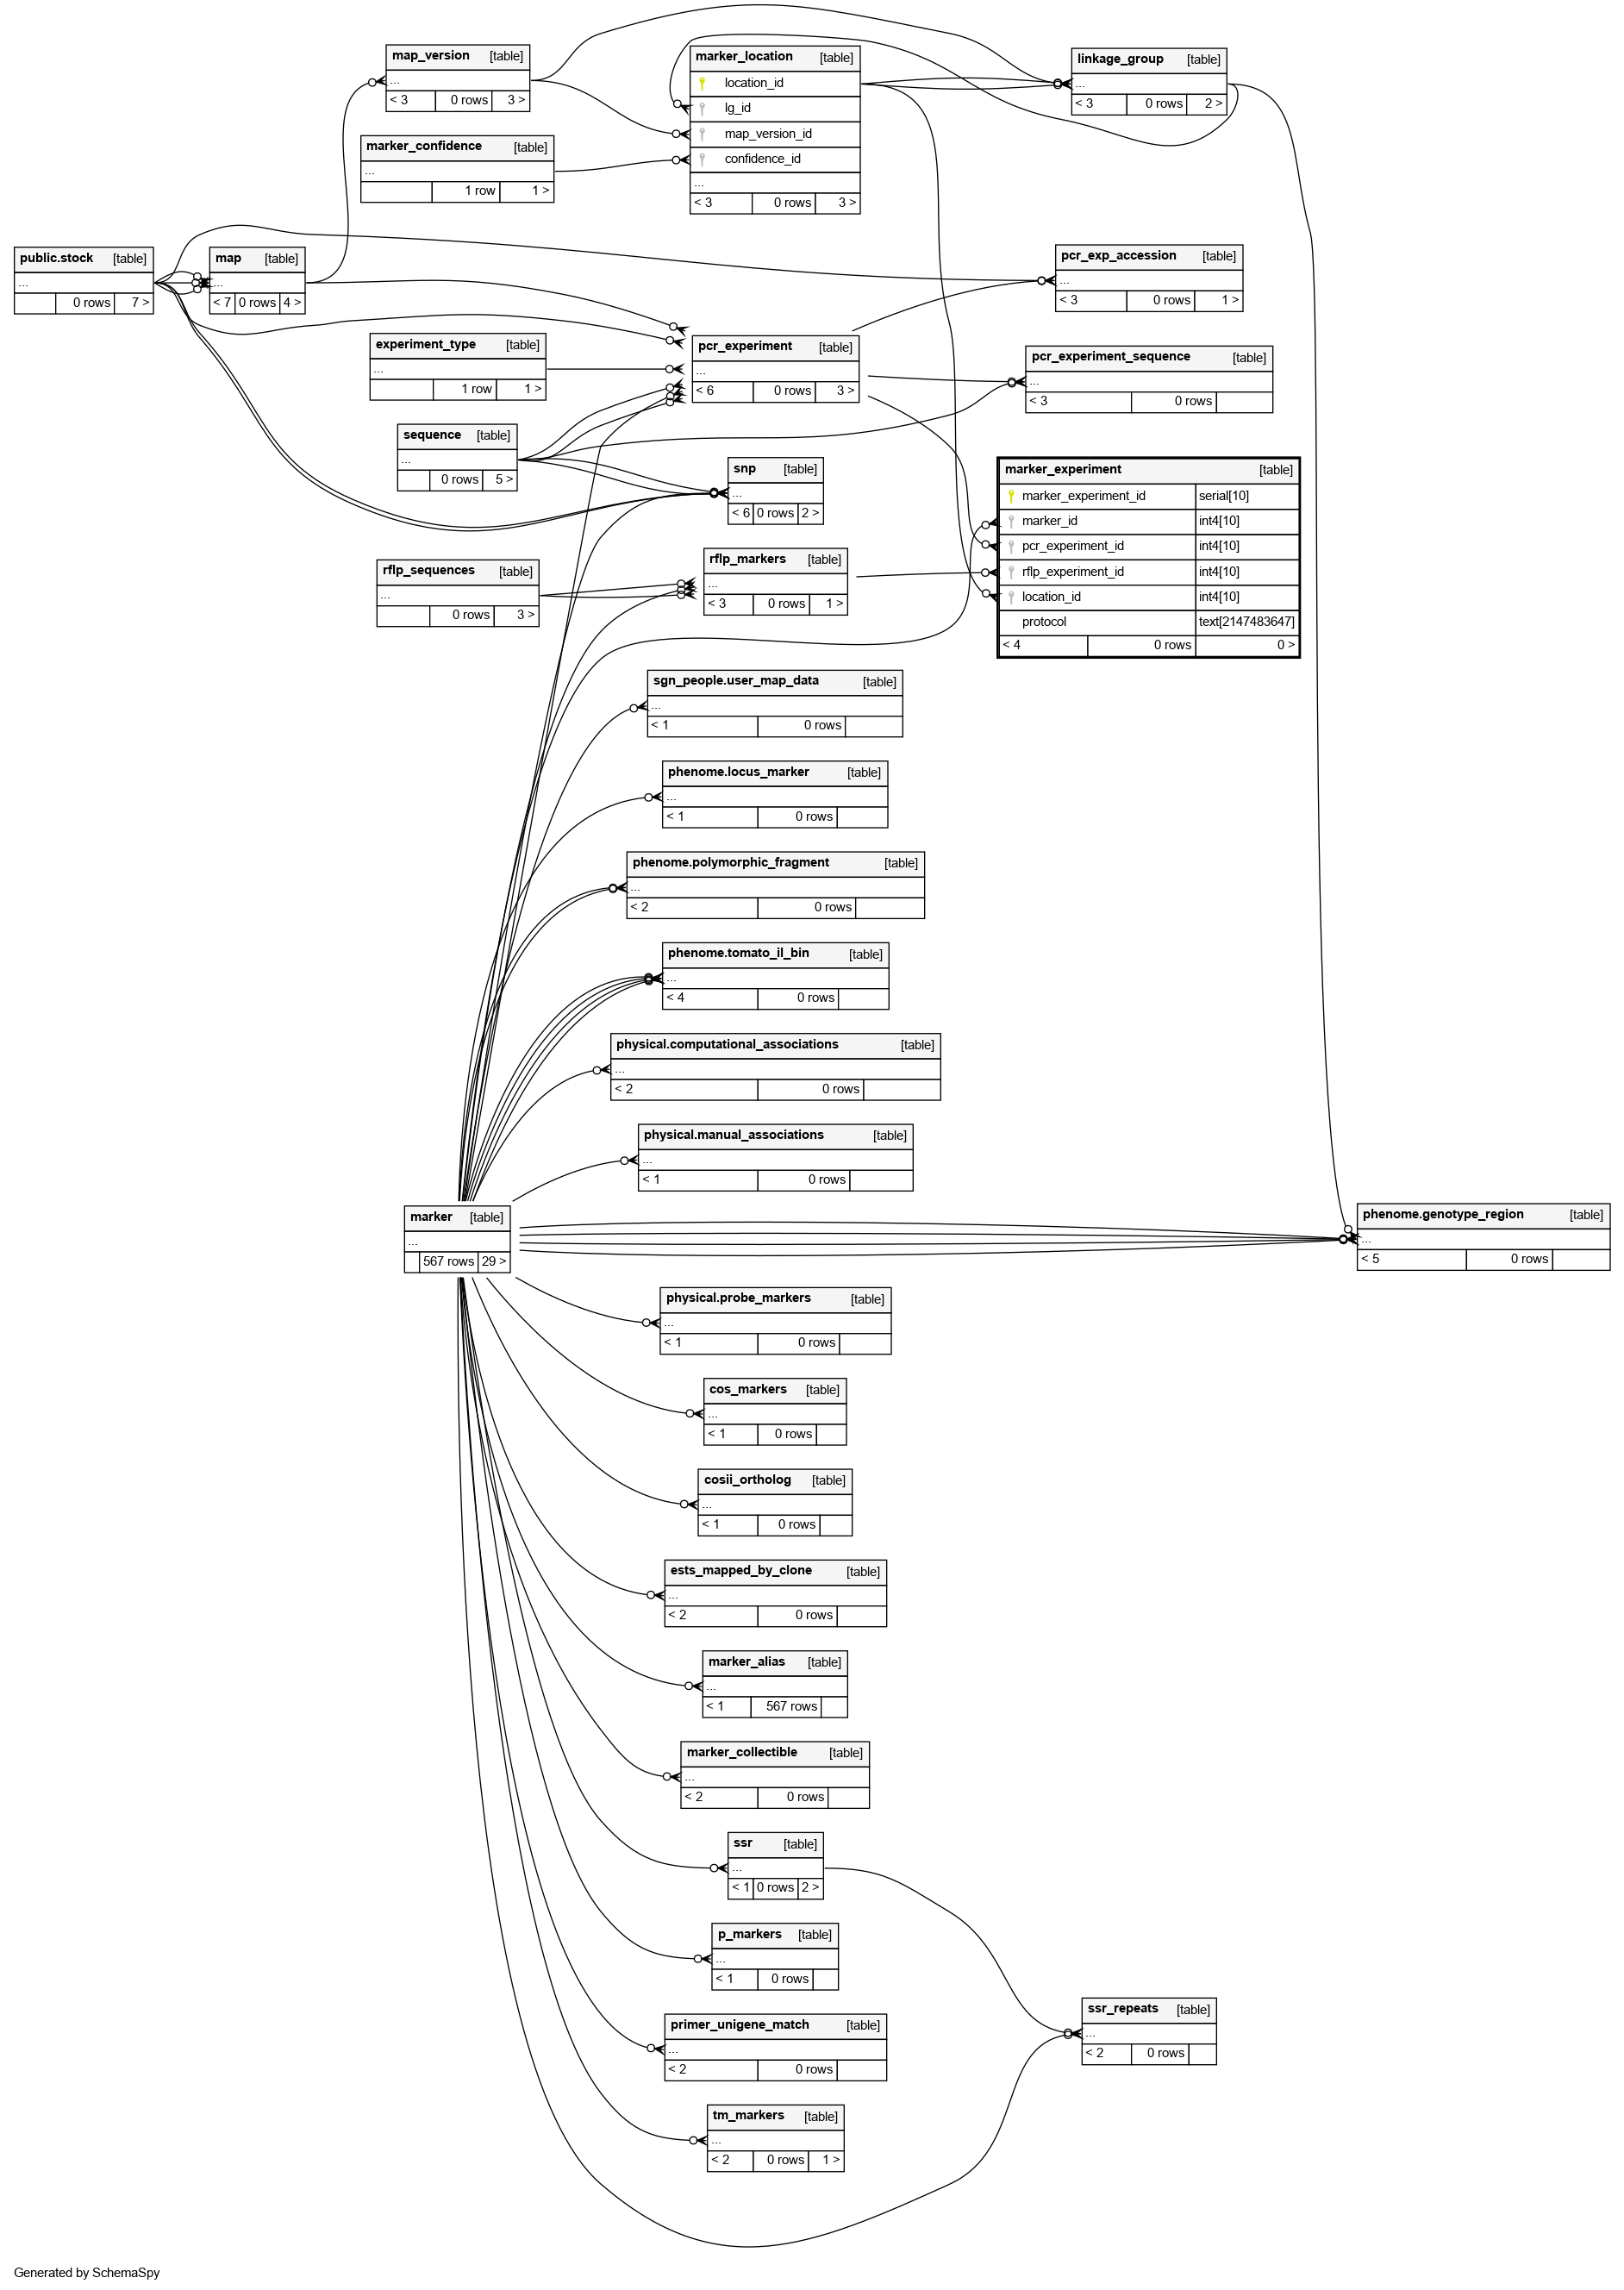 map_version [table]
...
< 3 0 rows 3 >
marker_location [table]
location_id
lg_id
map_version_id
confidence_id
...
< 3 0 rows 3 >
linkage_group [table]
...
< 3 0 rows 2 >
marker_confidence [table]
...
1 row 1 >
public.stock [table]
...
0 rows 7 >
map [table]
...
< 7 0 rows 4 >
pcr_exp_accession [table]
...
< 3 0 rows 1 >
experiment_type [table]
...
1 row 1 >
pcr_experiment [table]
...
< 6 0 rows 3 >
pcr_experiment_sequence [table]
...
< 3 0 rows
sequence [table]
...
0 rows 5 >
snp [table]
...
< 6 0 rows 2 >
marker_experiment [table]
marker_experiment_id serial[10]
marker_id int4[10]
pcr_experiment_id int4[10]
rflp_experiment_id int4[10]
location_id int4[10]
protocol text[2147483647]
< 4 0 rows 0 >
rflp_sequences [table]
...
0 rows 3 >
rflp_markers [table]
...
< 3 0 rows 1 >
sgn_people.user_map_data [table]
...
< 1 0 rows
phenome.locus_marker [table]
...
< 1 0 rows
phenome.polymorphic_fragment [table]
...
< 2 0 rows
phenome.tomato_il_bin [table]
...
< 4 0 rows
physical.computational_associations [table]
...
< 2 0 rows
physical.manual_associations [table]
...
< 1 0 rows
marker [table]
...
567 rows 29 >
phenome.genotype_region [table]
...
< 5 0 rows
physical.probe_markers [table]
...
< 1 0 rows
cos_markers [table]
...
< 1 0 rows
cosii_ortholog [table]
...
< 1 0 rows
ests_mapped_by_clone [table]
...
< 2 0 rows
marker_alias [table]
...
< 1 567 rows
marker_collectible [table]
...
< 2 0 rows
ssr [table]
...
< 1 0 rows 2 >
p_markers [table]
...
< 1 0 rows
ssr_repeats [table]
...
< 2 0 rows
primer_unigene_match [table]
...
< 2 0 rows
tm_markers [table]
...
< 2 0 rows 1 >
Generated by SchemaSpy